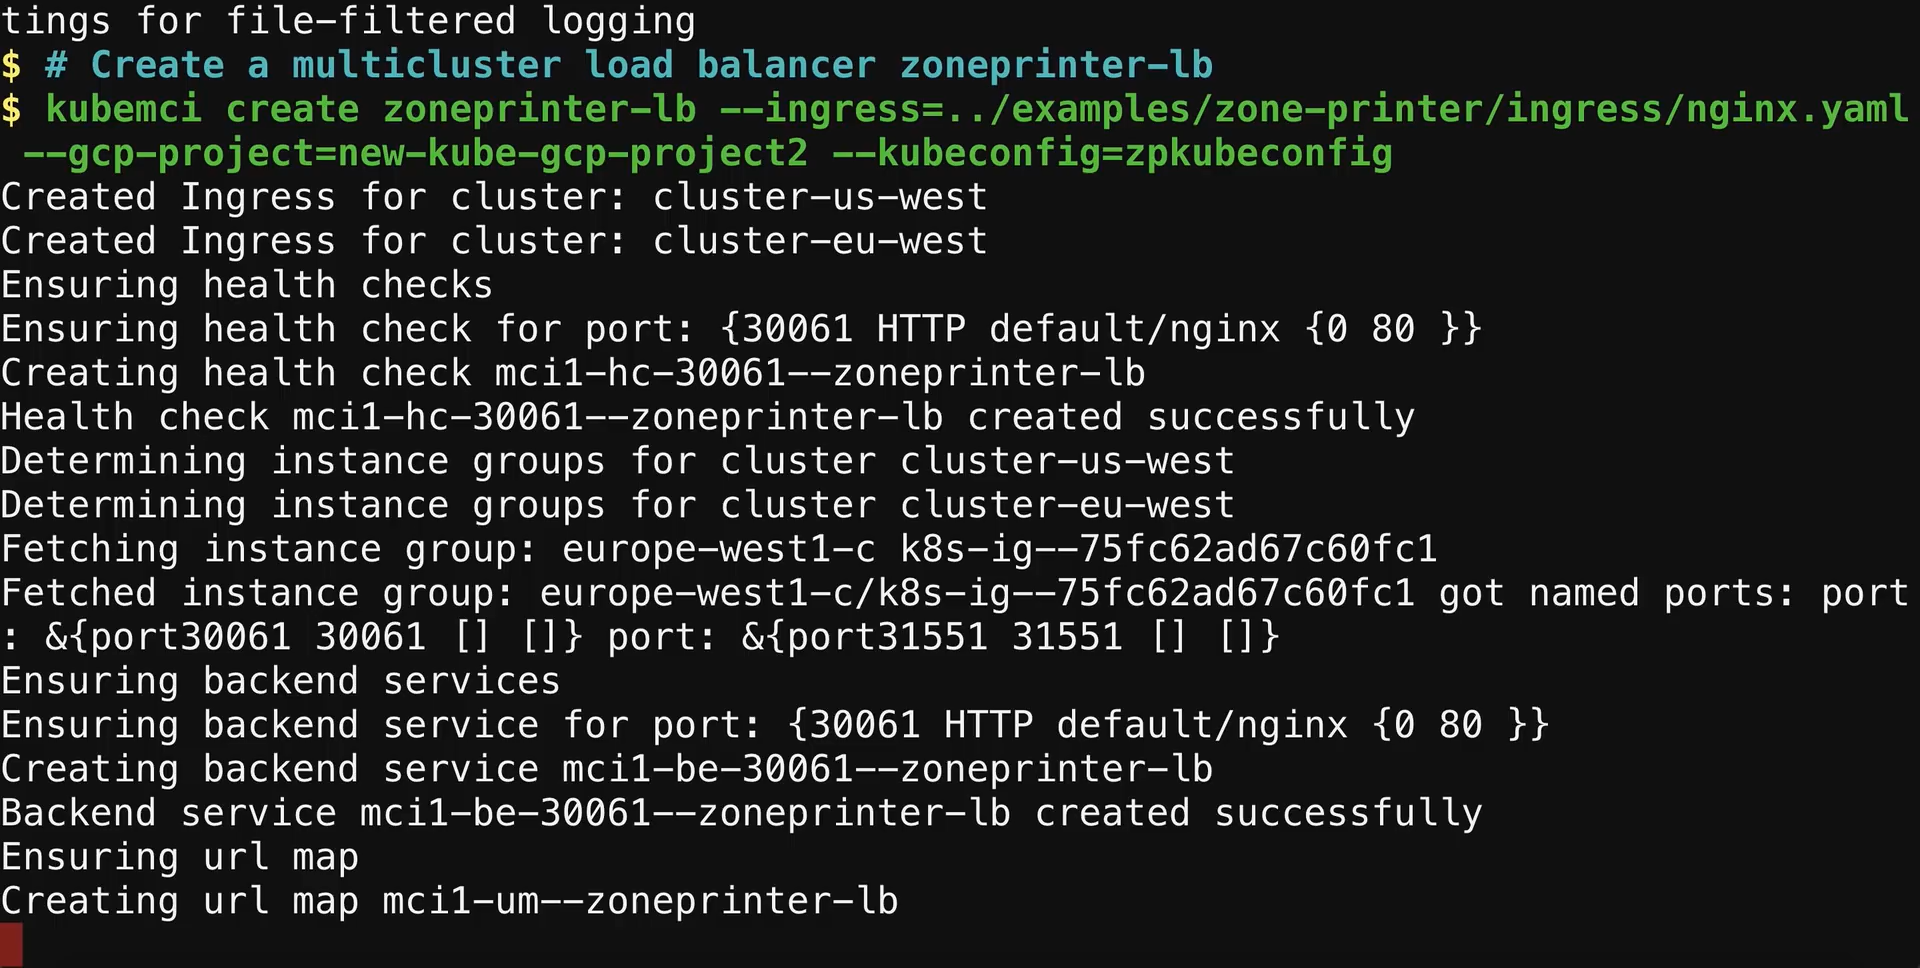 tings for file-filtered logging
$ # Create a multicluster load balancer zoneprinter-lb
$ kubemci create zoneprinter-lb --ingress=../examples/zone-printer/ingress/nginx.yaml
 --gcp-project=new-kube-gcp-project2 --kubeconfig=zpkubeconfig
Created Ingress for cluster: cluster-us-west
Created Ingress for cluster: cluster-eu-west
Ensuring health checks
Ensuring health check for port: {30061 HTTP default/nginx {0 80 }}
Creating health check mci1-hc-30061--zoneprinter-lb
Health check mci1-hc-30061--zoneprinter-lb created successfully
Determining instance groups for cluster cluster-us-west
Determining instance groups for cluster cluster-eu-west
Fetching instance group: europe-west1-c k8s-ig--75fc62ad67c60fc1
Fetched instance group: europe-west1-c/k8s-ig--75fc62ad67c60fc1 got named ports: port
: &{port30061 30061 [] []} port: &{port31551 31551 [] []}
Ensuring backend services
Ensuring backend service for port: {30061 HTTP default/nginx {0 80 }}
Creating backend service mci1-be-30061--zoneprinter-lb
Backend service mci1-be-30061--zoneprinter-lb created successfully
Ensuring url map
Creating url map mci1-um--zoneprinter-lb